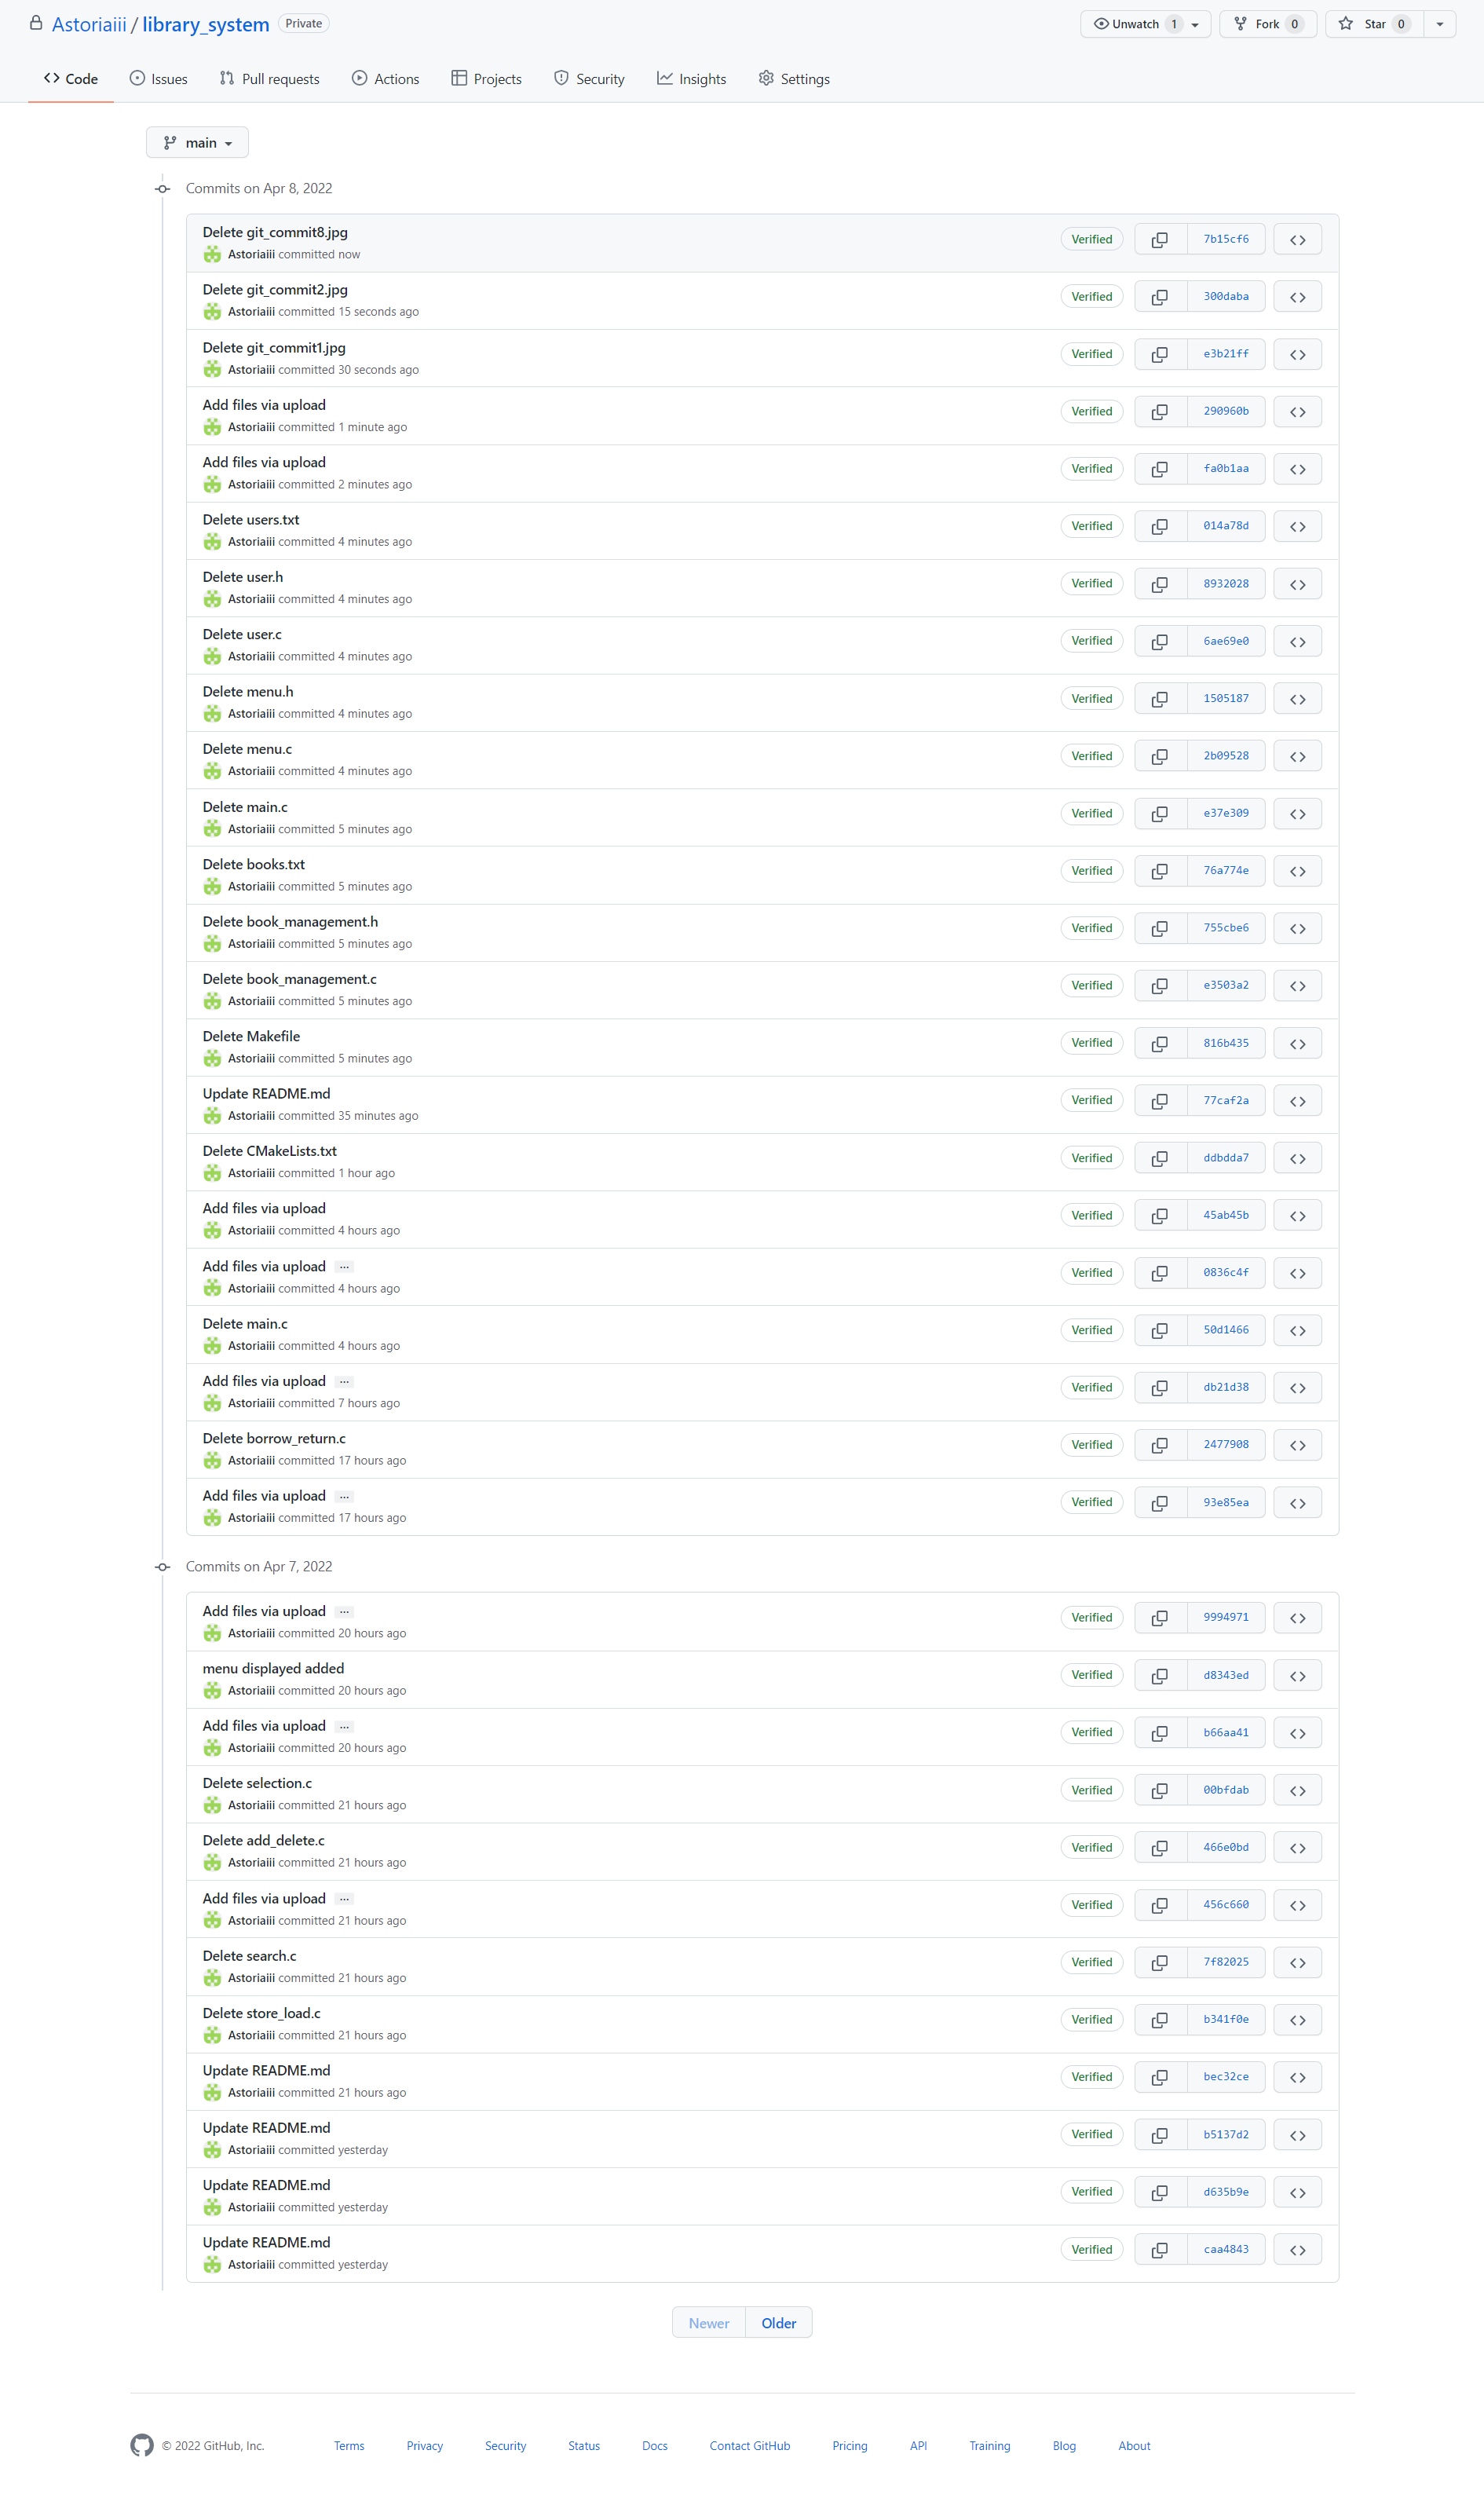 Astoriaiii / library_system Private
Unwatch 1 Fork 0 Star 0
Code Issues Pull requests Actions Projects Security Insights Settings
main
Commits on Apr 8, 2022
Delete git_commit8.jpg
Astoriaiii committed now
Verified 7b15cf6
Delete git_commit2.jpg
Astoriaiii committed 15 seconds ago
Verified 300daba
Delete git_commit1.jpg
Astoriaiii committed 30 seconds ago
Verified e3b21ff
Add files via upload
Astoriaiii committed 1 minute ago
Verified 290960b
Add files via upload
Astoriaiii committed 2 minutes ago
Verified fa0b1aa
Delete users.txt
Astoriaiii committed 4 minutes ago
Verified 014a78d
Delete user.h
Astoriaiii committed 4 minutes ago
Verified 8932028
Delete user.c
Astoriaiii committed 4 minutes ago
Verified 6ae69e0
Delete menu.h
Astoriaiii committed 4 minutes ago
Verified 1505187
Delete menu.c
Astoriaiii committed 4 minutes ago
Verified 2b09528
Delete main.c
Astoriaiii committed 5 minutes ago
Verified e37e309
Delete books.txt
Astoriaiii committed 5 minutes ago
Verified 76a774e
Delete book_management.h
Astoriaiii committed 5 minutes ago
Verified 755cbe6
Delete book_management.c
Astoriaiii committed 5 minutes ago
Verified e3503a2
Delete Makefile
Astoriaiii committed 5 minutes ago
Verified 816b435
Update README.md
Astoriaiii committed 35 minutes ago
Verified 77caf2a
Delete CMakeLists.txt
Astoriaiii committed 1 hour ago
Verified ddbdda7
Add files via upload
Astoriaiii committed 4 hours ago
Verified 45ab45b
Add files via upload …
Astoriaiii committed 4 hours ago
Verified 0836c4f
Delete main.c
Astoriaiii committed 4 hours ago
Verified 50d1466
Add files via upload …
Astoriaiii committed 7 hours ago
Verified db21d38
Delete borrow_return.c
Astoriaiii committed 17 hours ago
Verified 2477908
Add files via upload …
Astoriaiii committed 17 hours ago
Verified 93e85ea
Commits on Apr 7, 2022
Add files via upload …
Astoriaiii committed 20 hours ago
Verified 9994971
menu displayed added
Astoriaiii committed 20 hours ago
Verified d8343ed
Add files via upload …
Astoriaiii committed 20 hours ago
Verified b66aa41
Delete selection.c
Astoriaiii committed 21 hours ago
Verified 00bfdab
Delete add_delete.c
Astoriaiii committed 21 hours ago
Verified 466e0bd
Add files via upload …
Astoriaiii committed 21 hours ago
Verified 456c660
Delete search.c
Astoriaiii committed 21 hours ago
Verified 7f82025
Delete store_load.c
Astoriaiii committed 21 hours ago
Verified b341f0e
Update README.md
Astoriaiii committed 21 hours ago
Verified bec32ce
Update README.md
Astoriaiii committed yesterday
Verified b5137d2
Update README.md
Astoriaiii committed yesterday
Verified d635b9e
Update README.md
Astoriaiii committed yesterday
Verified caa4843
Newer Older
© 2022 GitHub, Inc. Terms Privacy Security Status Docs Contact GitHub Pricing API Training Blog About